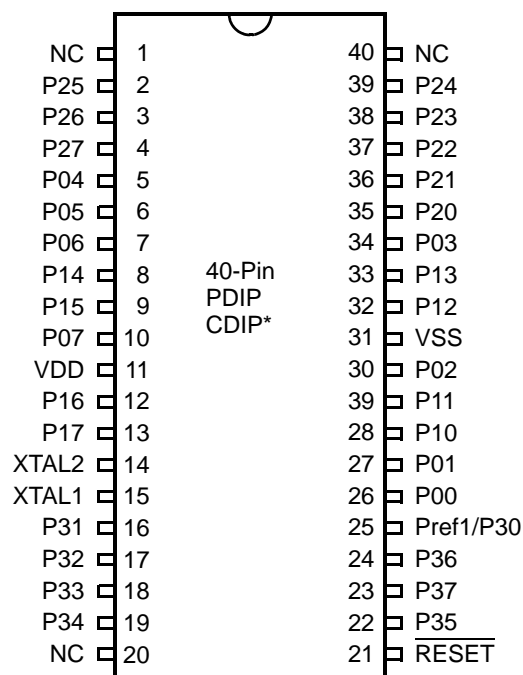 NC 1 40 NC
P25 2 39 P24
P26 3 38 P23
P27 4 37 P22
P04 5 36 P21
P05 6 35 P20
P06 7 34 P03
P14 8 40-Pin 33 P13
P15 9 PDIP 32 P12
P07 10 CDIP* 31 VSS
VDD 11 30 P02
P16 12 39 P11
P17 13 28 P10
XTAL2 14 27 P01
XTAL1 15 26 P00
P31 16 25 Pref1/P30
P32 17 24 P36
P33 18 23 P37
P34 19 22 P35
NC 20 21 RESET